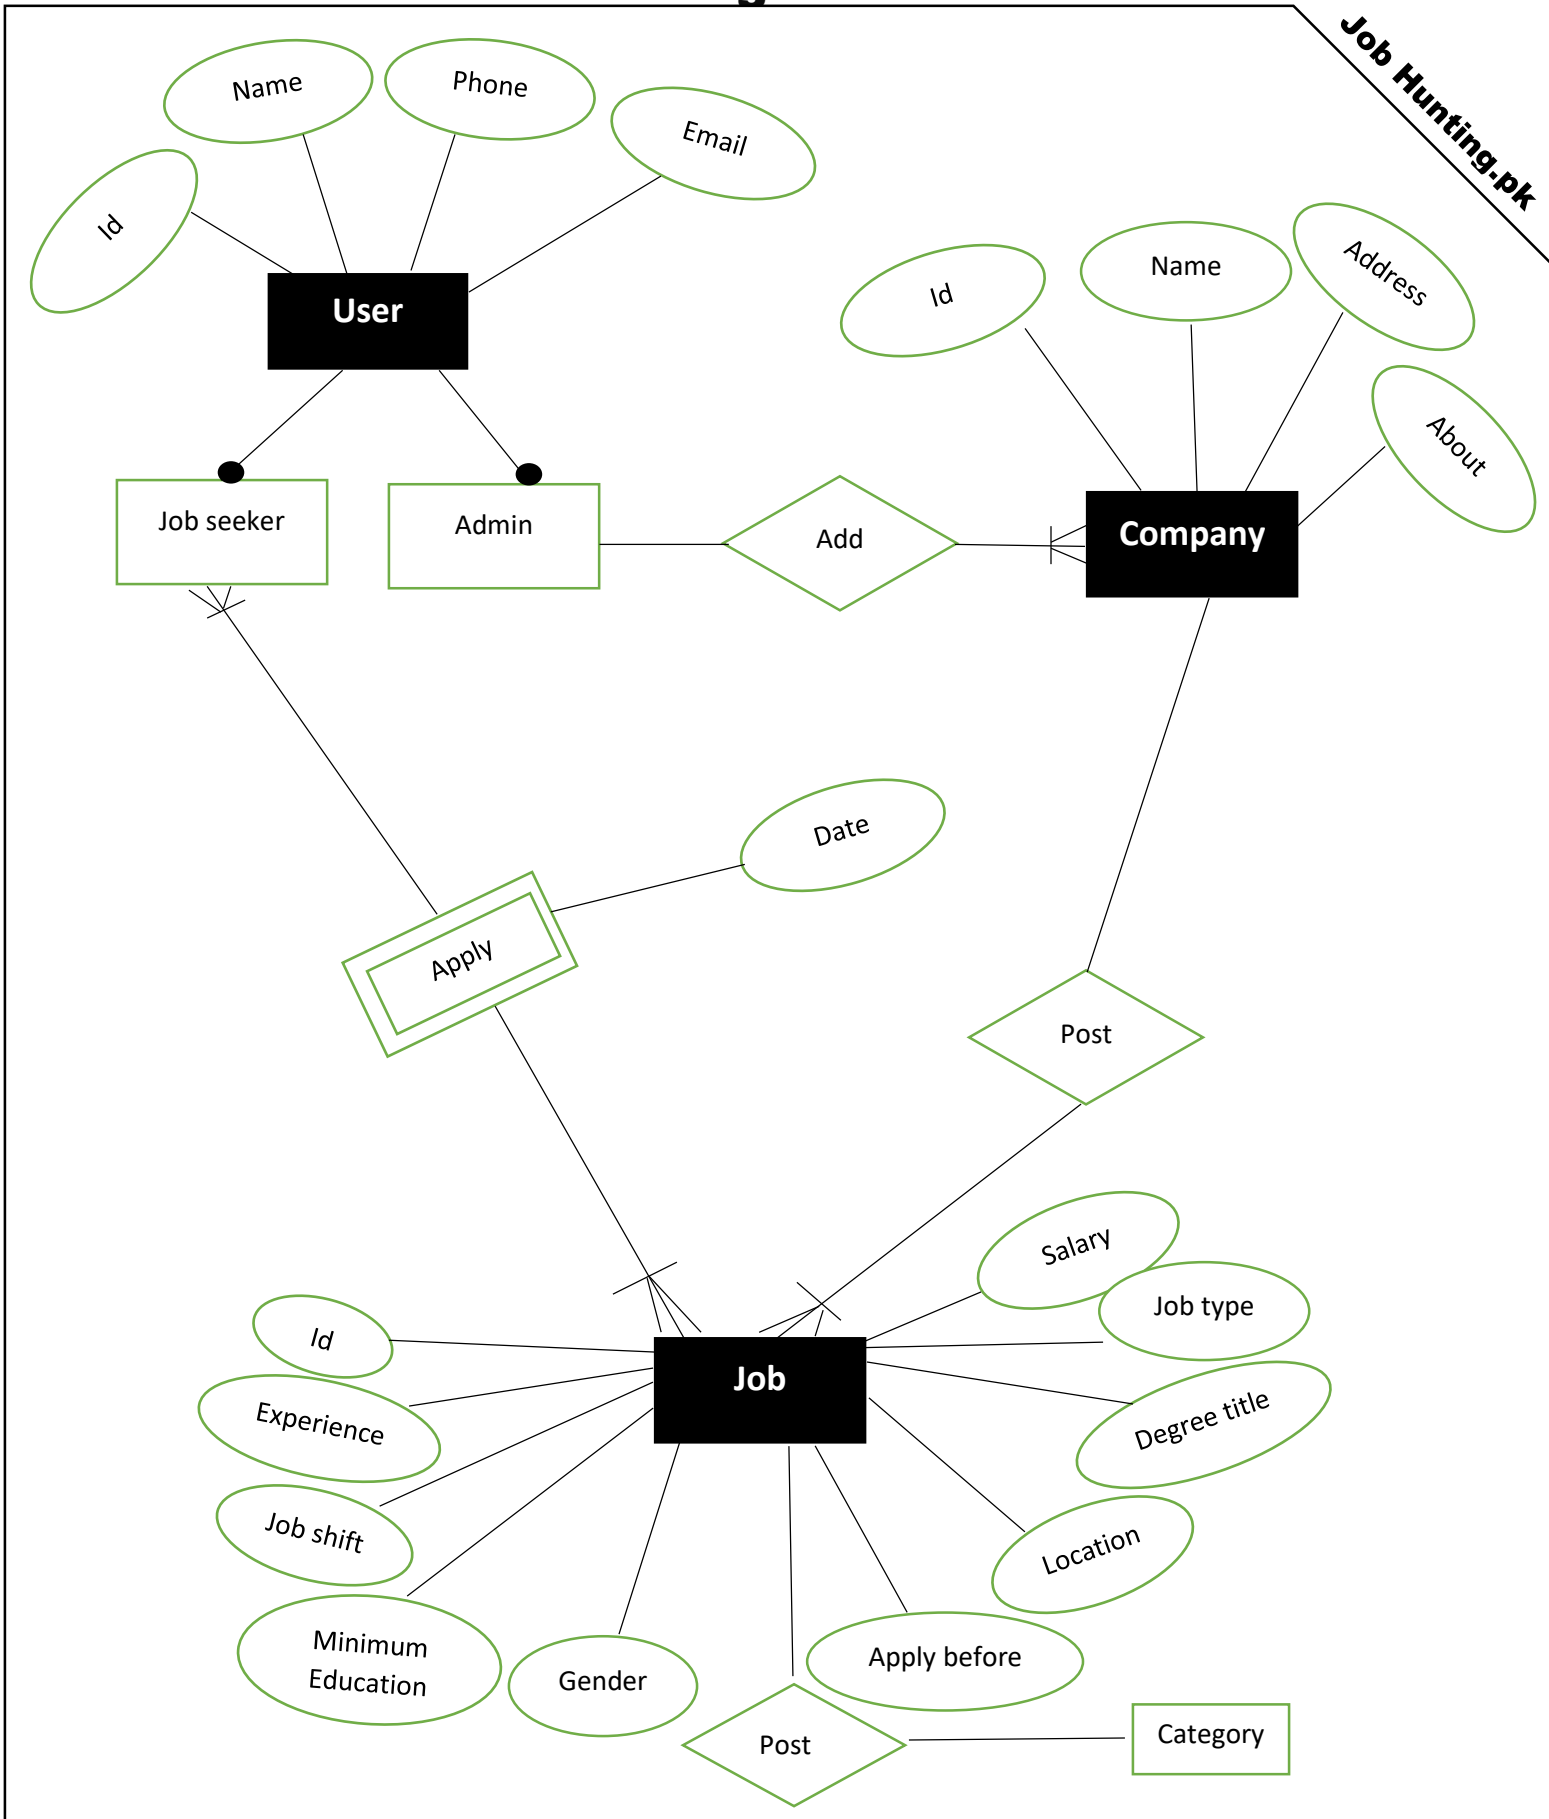 Job Hunting.pk
Name
Phone
Email
Id
User
Id
Name
Address
About
Job seeker
Admin
Add
Company
Date
Apply
Post
Salary
Job type
Id
Job
Experience
Degree title
Job shift
Location
Minimum
Education
Gender
Apply before
Post
Category